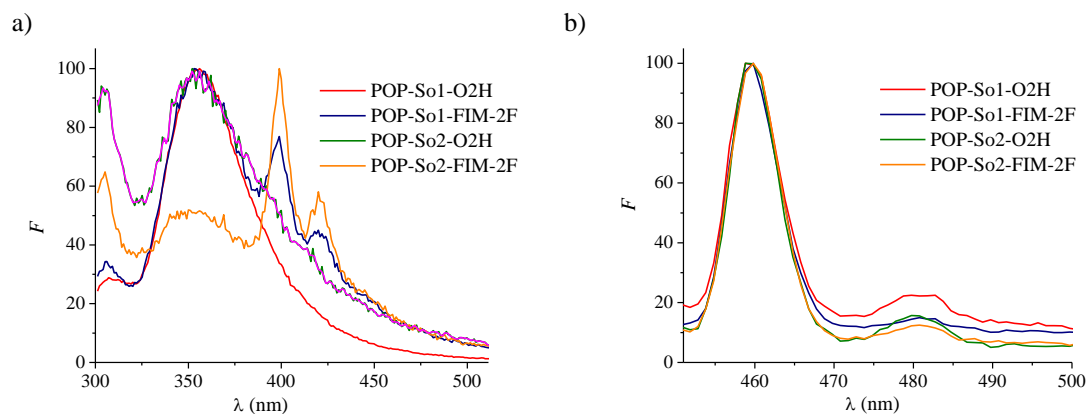 a)
100
80
60
40
20
0
F
300
350
400
450
500
λ (nm)
POP-So1-O2H
POP-So1-FIM-2F
POP-So2-O2H
POP-So2-FIM-2F
b)
100
80
60
40
20
0
F
460
470
480
490
500
λ (nm)
POP-So1-O2H
POP-So1-FIM-2F
POP-So2-O2H
POP-So2-FIM-2F